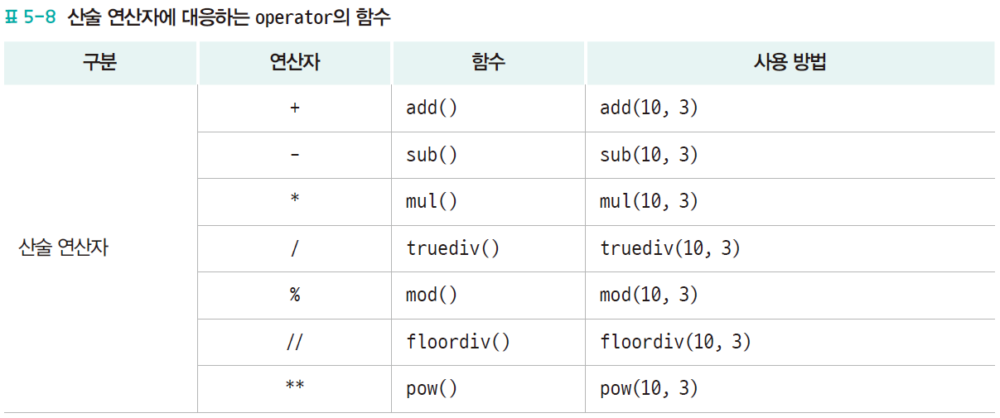 표 5-8 산술 연산자에 대응하는 operator의 함수
구분 연산자 함수 사용 방법
+ add() add(10, 3)
- sub() sub(10, 3)
* mul() mul(10, 3)
산술 연산자 / truediv() truediv(10, 3)
% mod() mod(10, 3)
// floordiv() floordiv(10, 3)
** pow() pow(10, 3)